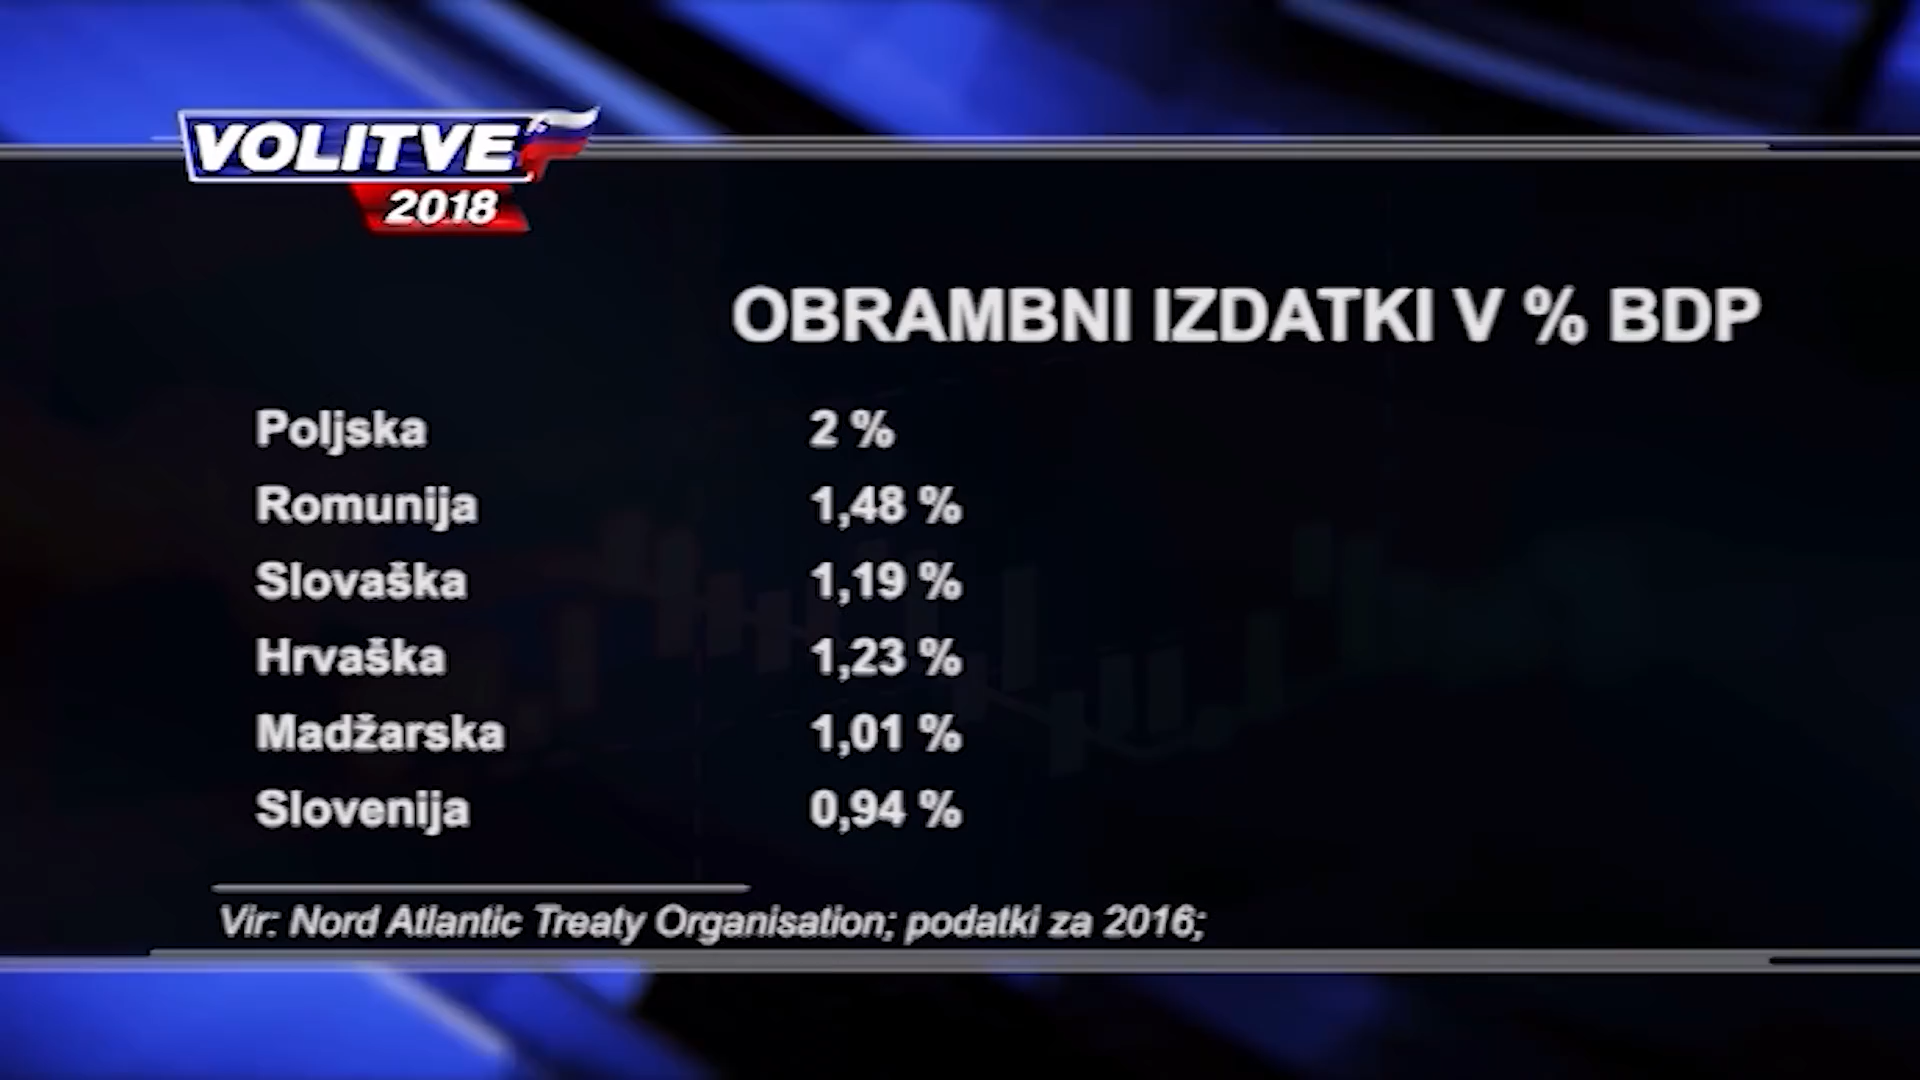 VOLITVE
2018
OBRAMBNI IZDATKI V % BDP
Poljska 2 %
Romunija 1,48 %
Slovaška 1,19 %
Hrvaška 1,23 %
Madžarska 1,01 %
Slovenija 0,94 %
Vir: Nord Atlantic Treaty Organisation; podatki za 2016;